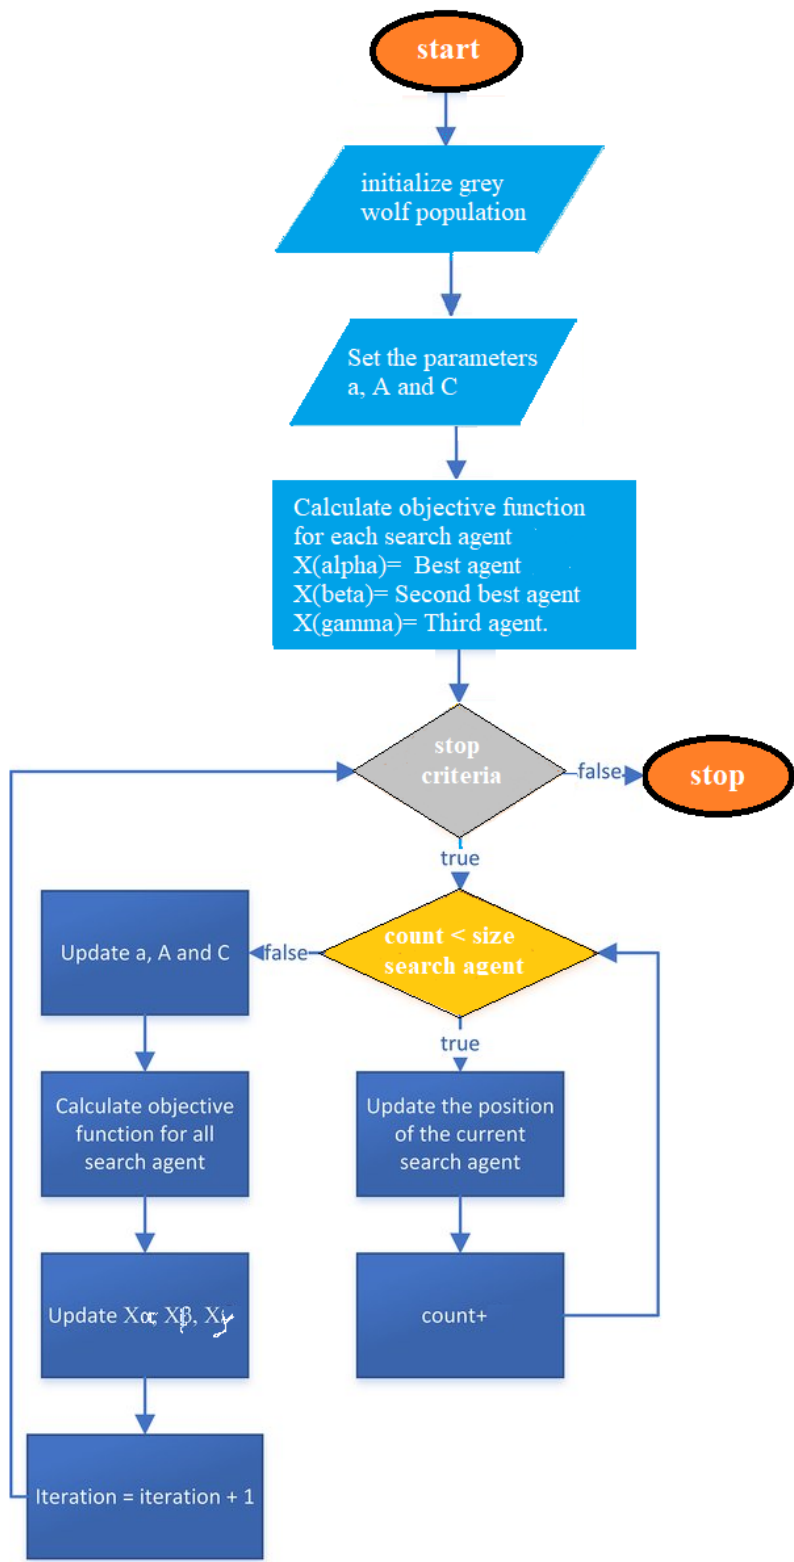 start
initialize grey
wolf population
Set the parameters
a, A and C
Calculate objective function
for each search agent
X(alpha)= Best agent
X(beta)= Second best agent
X(gamma)= Third agent.
stop
criteria
false
stop
true
count < size
search agent
false
Update a, A and C
true
Calculate objective
function for all
search agent
Update the position
of the current
search agent
Update Xα, Xβ,
count+
Iteration = iteration + 1